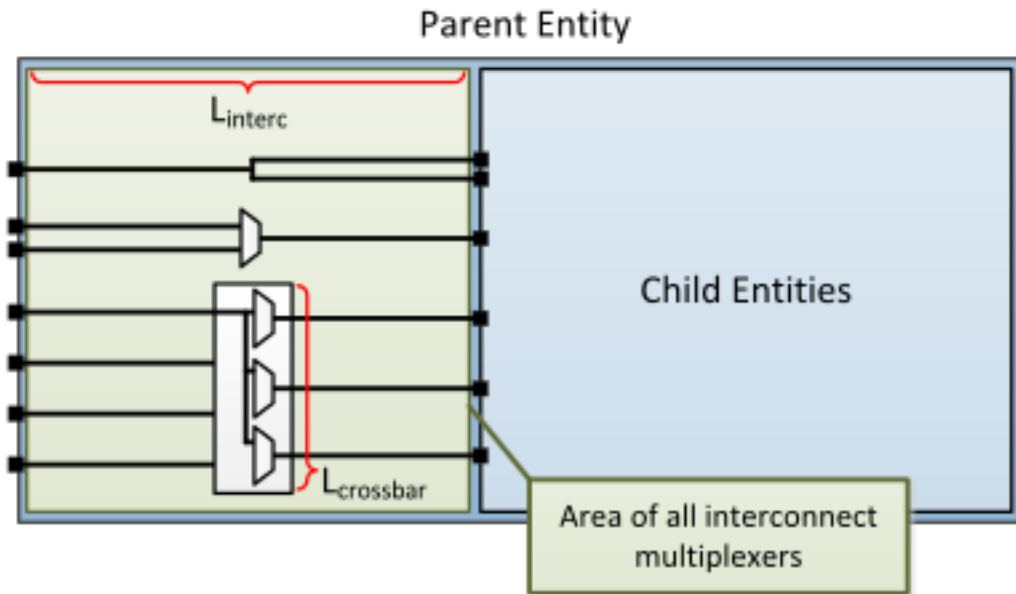 Parent Entity
Linterc
Child Entities
Lcrossbar
Area of all interconnect
multiplexers